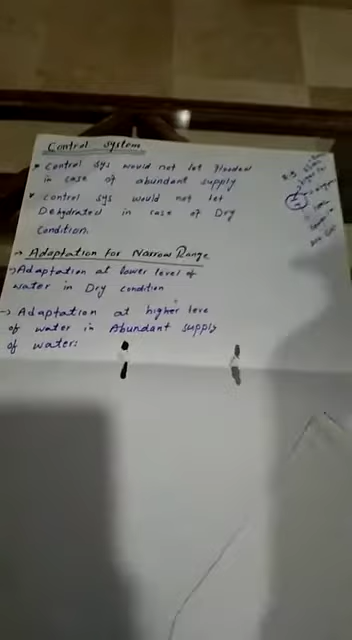 Control system
* Control sys would not let flooded
in case of abundant supply
* Control sys would not let
Dehydrated in case of Dry
Condition.
→ Adaptation for Narrow Range
→ Adaptation at lower level of
water in Dry condition
→ Adaptation at higher leve
of water in Abundant supply
of water: